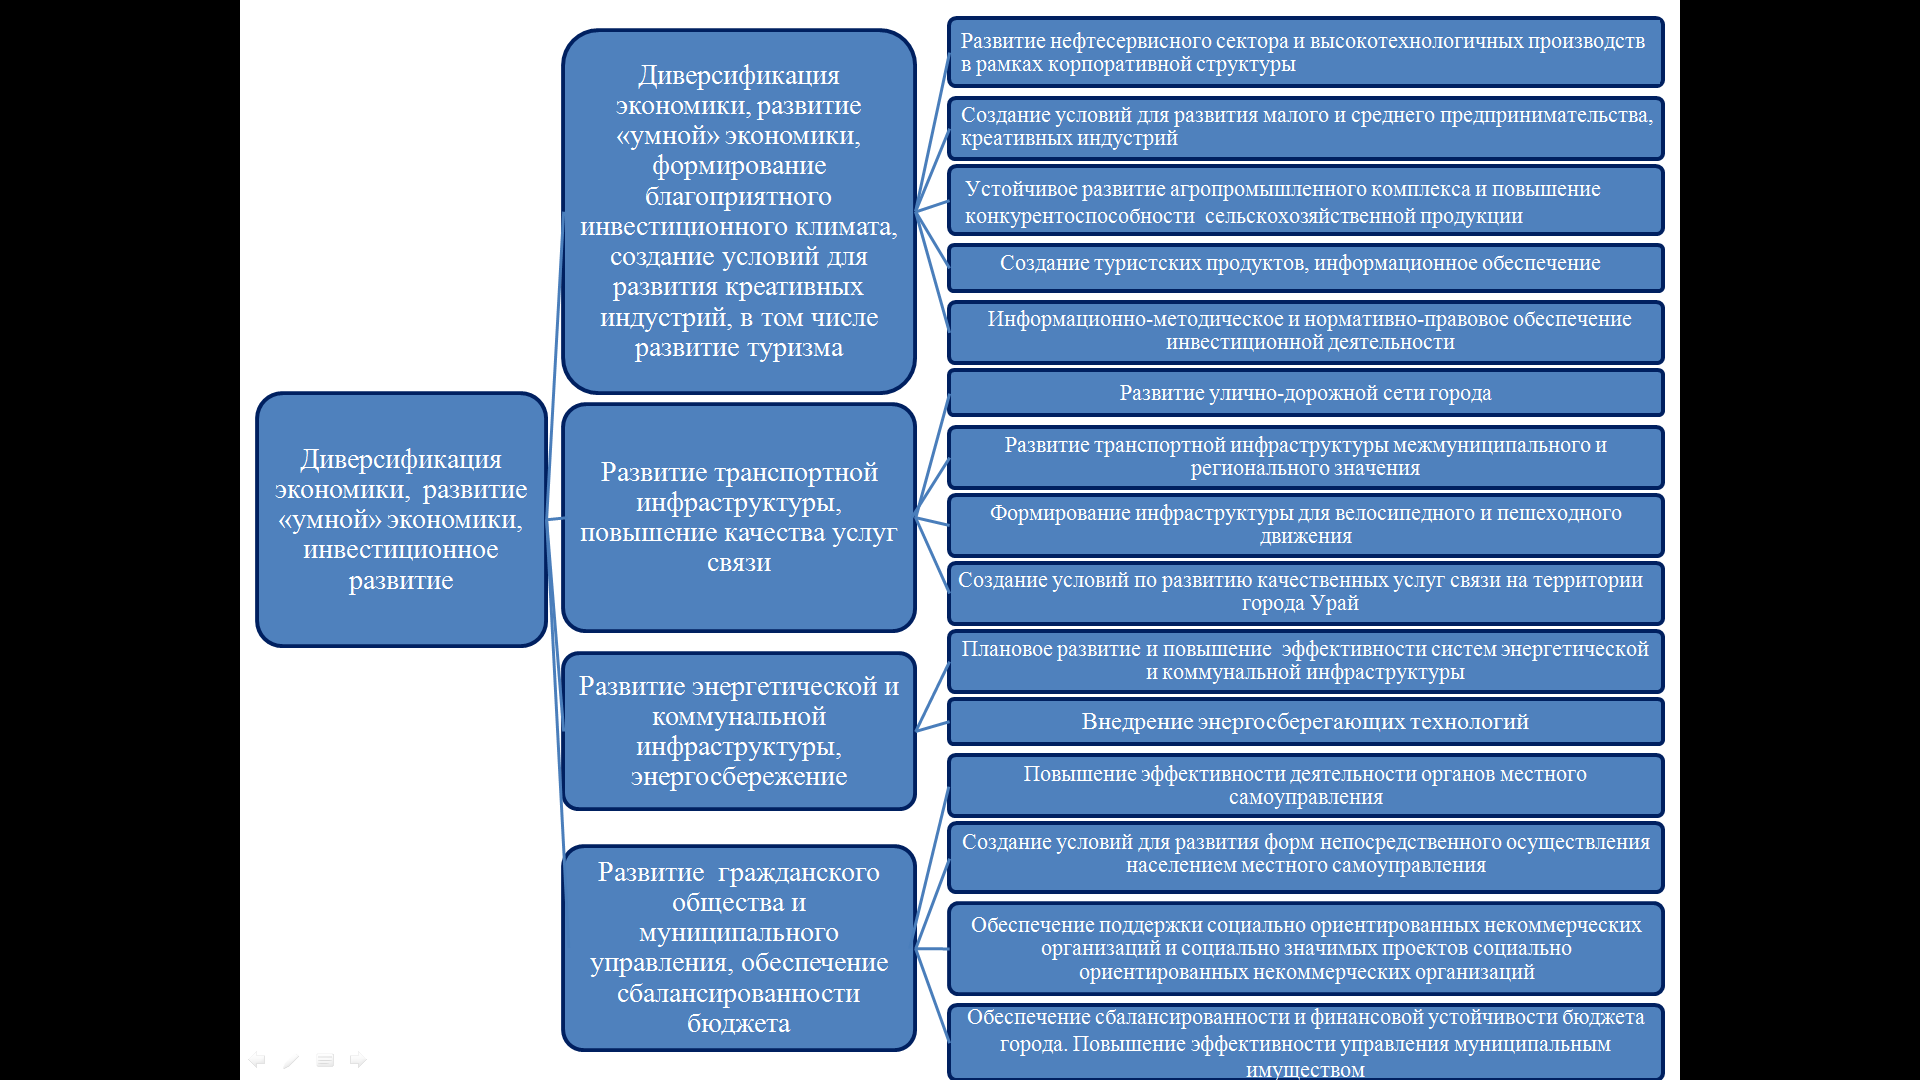 Диверсификация
экономики, развитие
«умной» экономики,
инвестиционное
развитие
Диверсификация
экономики, развитие
«умной» экономики,
формирование
благоприятного
инвестиционного климата,
создание условий для
развития креативных
индустрий, в том числе
развитие туризма
Развитие нефтесервисного сектора и высокотехнологичных производств
в рамках корпоративной структуры
Создание условий для развития малого и среднего предпринимательства,
креативных индустрий
Устойчивое развитие агропромышленного комплекса и повышение
конкурентоспособности сельскохозяйственной продукции
Создание туристских продуктов, информационное обеспечение
Информационно-методическое и нормативно-правовое обеспечение
инвестиционной деятельности
Развитие транспортной
инфраструктуры,
повышение качества услуг
связи
Развитие улично-дорожной сети города
Развитие транспортной инфраструктуры межмуниципального и
регионального значения
Формирование инфраструктуры для велосипедного и пешеходного
движения
Создание условий по развитию качественных услуг связи на территории
города Урай
Развитие энергетической и
коммунальной
инфраструктуры,
энергосбережение
Плановое развитие и повышение эффективности систем энергетической
и коммунальной инфраструктуры
Внедрение энергосберегающих технологий
Развитие гражданского
общества и
муниципального
управления, обеспечение
сбалансированности
бюджета
Повышение эффективности деятельности органов местного
самоуправления
Создание условий для развития форм непосредственного осуществления
населением местного самоуправления
Обеспечение поддержки социально ориентированных некоммерческих
организаций и социально значимых проектов социально
ориентированных некоммерческих организаций
Обеспечение сбалансированности и финансовой устойчивости бюджета
города. Повышение эффективности управления муниципальным
имуществом